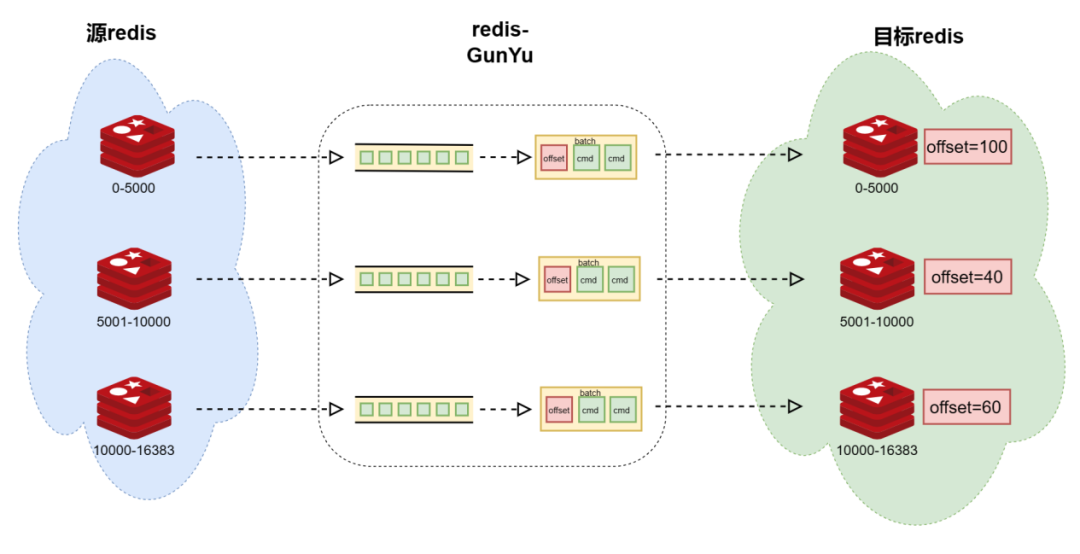 源redis
redis-
GunYu
目标redis
batch
offset
cmd
cmd
offset=100
0-5000
0-5000
batch
offset
cmd
cmd
offset=40
5001-10000
5001-10000
batch
offset
cmd
cmd
offset=60
10000-16383
10000-16383